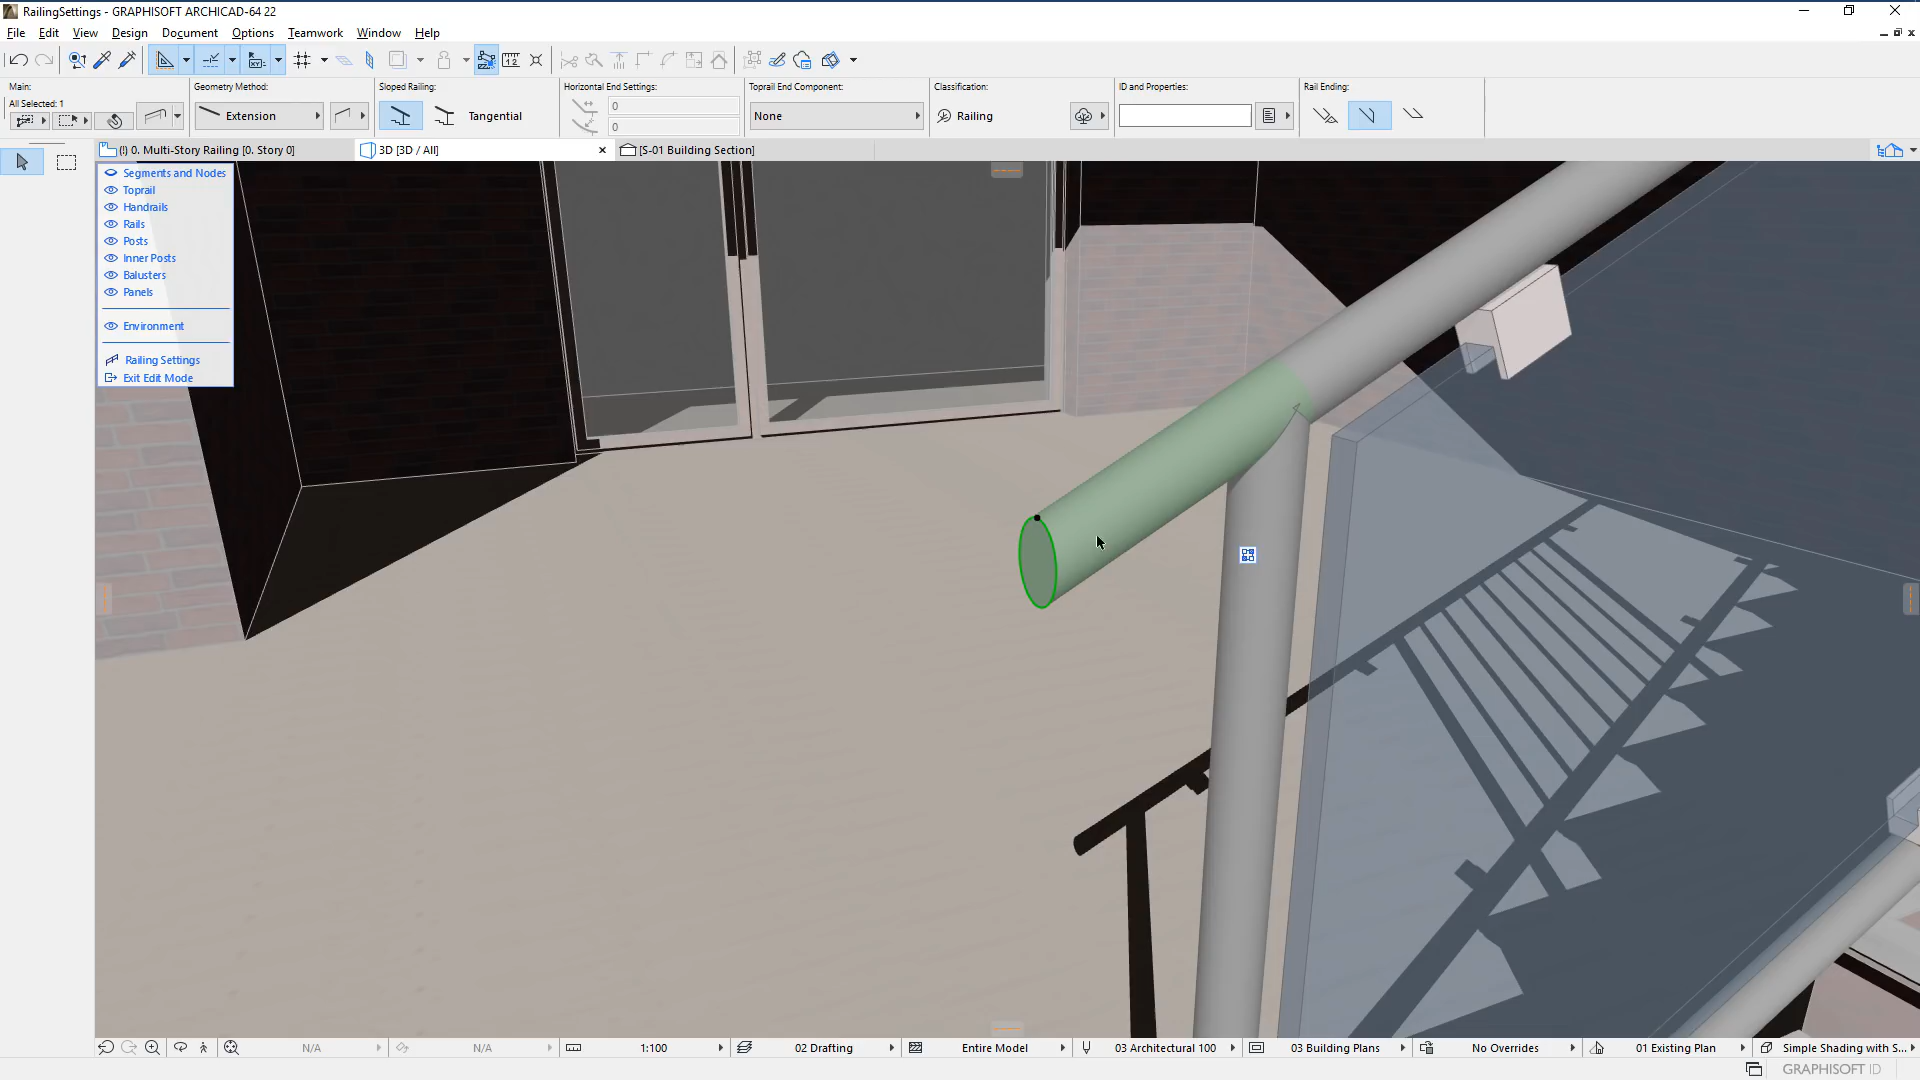 RailingSettings - GRAPHISOFT ARCHICAD-64 22
File Edit View Design Document Options Teamwork Window Help
Main:
All Selected: 1
Geometry Method:
Extension
Sloped Railing:
Tangential
Horizontal End Settings:
0
0
Toprail End Component:
None
Classification:
Railing
ID and Properties:
Rail Ending:
(!) 0. Multi-Story Railing [0. Story 0]
3D [3D / All]
[S-01 Building Section]
Segments and Nodes
Toprail
Handrails
Rails
Posts
Inner Posts
Balusters
Panels
Environment
Railing Settings
Exit Edit Mode
N/A N/A 1:100 02 Drafting Entire Model 03 Architectural 100 03 Building Plans No Overrides 01 Existing Plan Simple Shading with S...
GRAPHISOFT ID